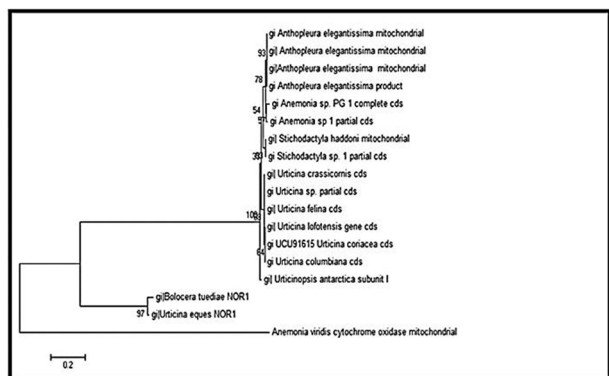 gi Anthopleura elegantissima mitochondrial
93
gi| Anthopleura elegantissima mitochondrial
gi|Anthopleura elegantissima mitochondrial
78
gi Anthopleura elegantissima product
54
gi Anemonia sp. PG 1 complete cds
gi Anemonia sp 1 partial cds
gi| Stichodactyla haddoni mitochondrial
gi Stichodactyla sp. 1 partial cds
gi| Urticina crassicornis cds
gi Urticina sp. partial cds
gi| Urticina felina cds
gi| Urticina lofotensis gene cds
gi UCU91615 Urticina coriacea cds
64
gi Urticina columbiana cds
gi| Urticinopsis antarctica subunit I
gi|Bolocera tuediae NOR1
97
gi|Urticina eques NOR1
Anemonia viridis cytochrome oxidase mitochondrial
0.2